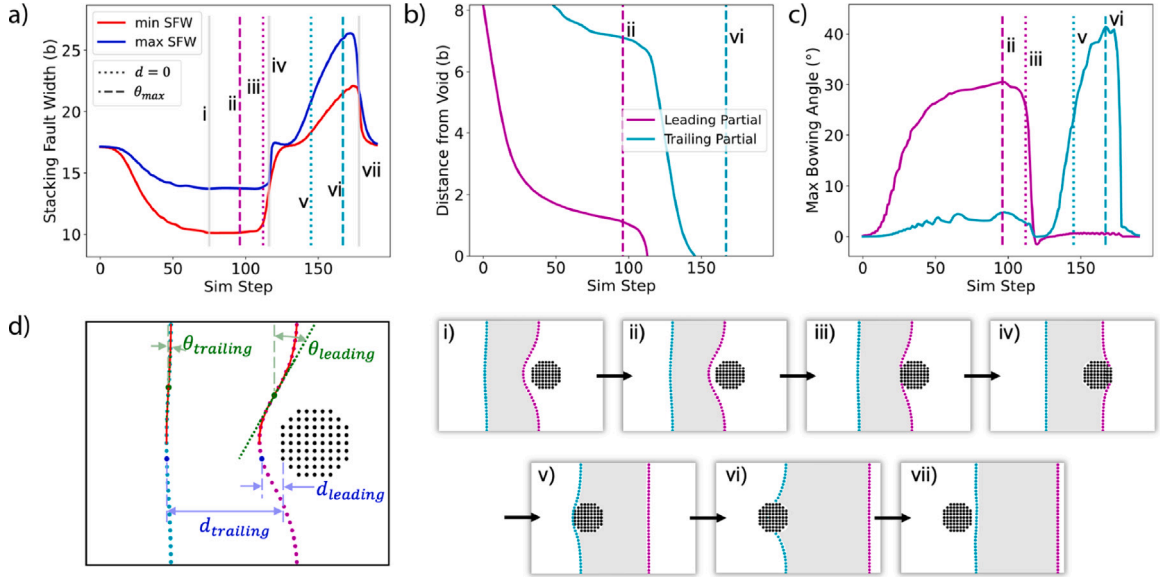 a)
min SFW
max SFW
d = 0
θmax
i
ii
iii
iv
v
vi
vii
25
20
15
10
Stacking Fault Width (b)
0
50
100
150
Sim Step
b)
8
6
4
2
0
Distance from Void (b)
ii
vi
Leading Partial
Trailing Partial
0
50
100
150
Sim Step
c)
40
30
20
10
0
Max Bowing Angle (°)
ii
iii
v
vi
0
50
100
150
Sim Step
d)
θtrailing
θleading
dleading
dtrailing
i)
ii)
iii)
iv)
v)
vi)
vii)